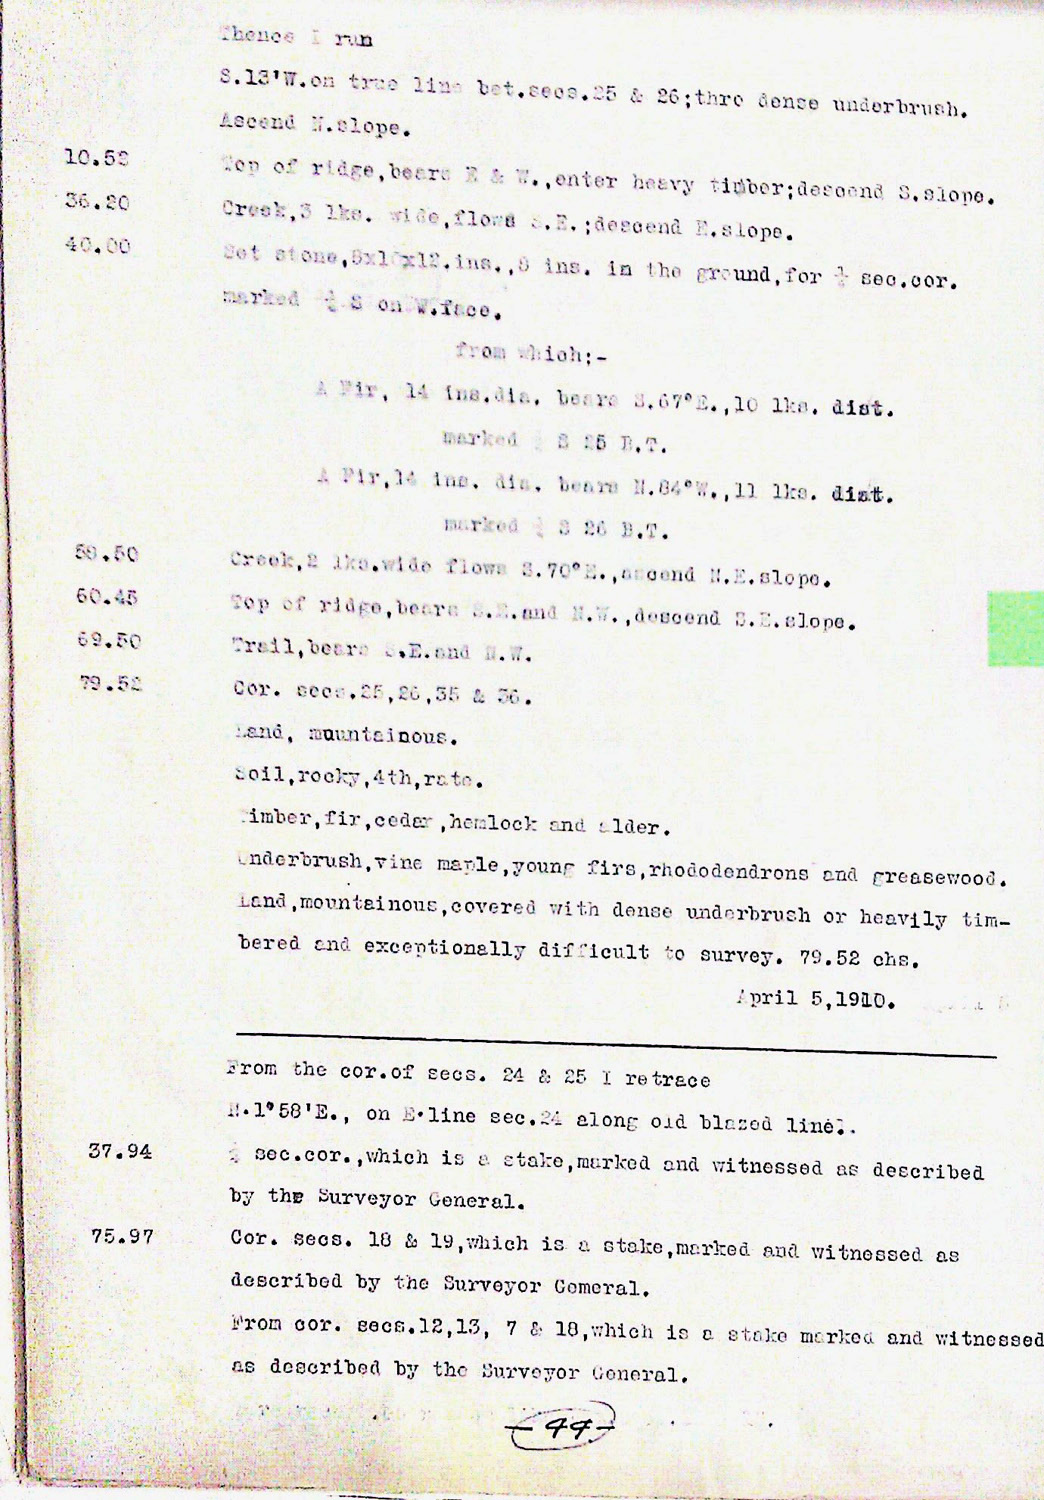 Thence I run
S.13'W.on true line bet.secs.25 & 26;thro dense underbrush.
Ascend N.slope.
10.58 Top of ridge,bears E & W.,enter heavy timber;descend S.slope.
36.20 Creek,3 lks. wide,flows S.E.;descend E.slope.
40.00 Set stone, ins., ins. in the ground,for ¼ sec.cor.
marked ¼ S on W.face.
from which;-
A Fir, 14 ins.dia. bears S.67°E.,10 lks. dist.
marked ¼ S 25 B.T.
A Fir,14 ins. dia. bears N.84°W.,11 lks. dist.
marked ¼ S 26 B.T.
Creek,2 lks.wide flows S.70°E.,ascend N.E.slope.
60.45 Top of ridge,bears S.E.and N.W.,descend S.E.slope.
69.50 Trail,bears S.E.and N.W.
79.52 Cor. secs.25,26,35 & 36.
Land, muuntainous.
Soil,rocky,4th,rate.
Timber,fir,cedar,hemlock and alder.
Underbrush,vine maple,young firs,rhododendrons and greasewood.
Land,mountainous,covered with dense underbrush or heavily tim-
bered and exceptionally difficult to survey. 79.52 chs.
April 5,1910.
From the cor.of secs. 24 & 25 I retrace
N.1°58'E., on E.line sec.24 along old blazed line.
37.94 ¼ sec.cor.,which is a stake,marked and witnessed as described
by the Surveyor General.
75.97 Cor. secs. 18 & 19,which is a stake,marked and witnessed as
described by the Surveyor Gemeral.
From cor. secs.12,13, 7 & 18,which is a stake marked and witnessed
as described by the Surveyor General.
-44-